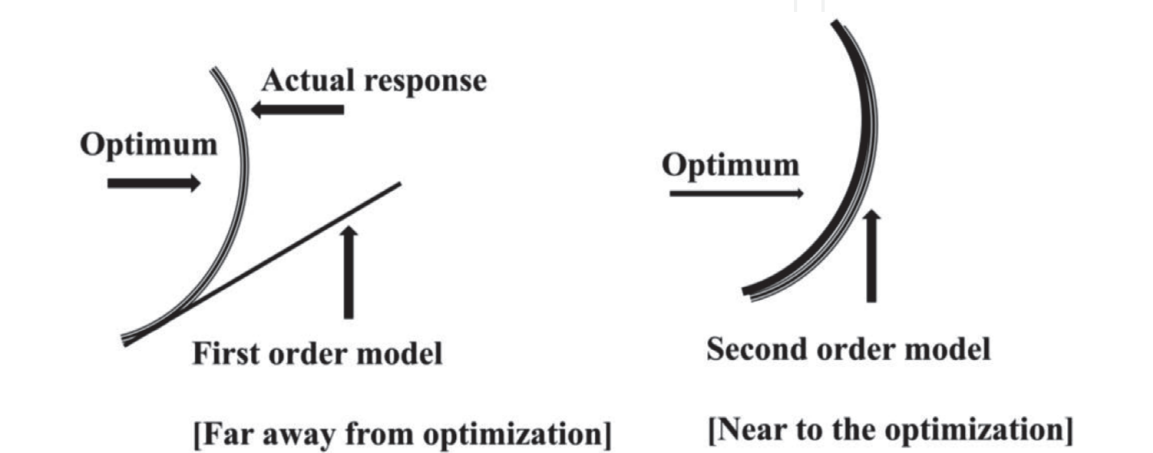 Actual response
Optimum
First order model
[Far away from optimization]
Optimum
Second order model
[Near to the optimization]